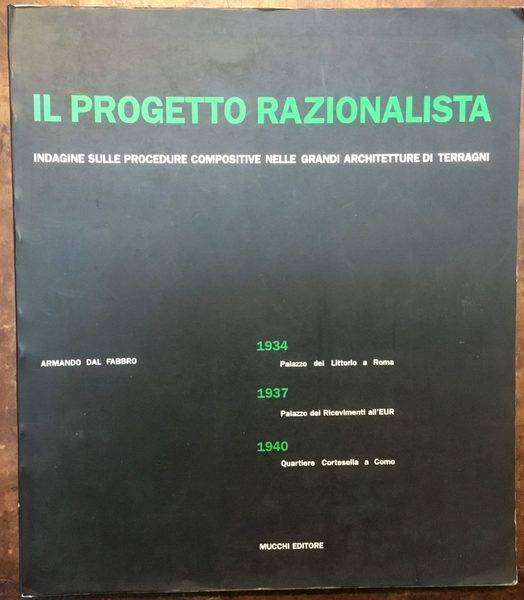 IL PROGETTO RAZIONALISTA
INDAGINE SULLE PROCEDURE COMPOSITIVE NELLE GRANDI ARCHITETTURE DI TERRAGNI
1934
ARMANDO DAL FABBRO
Palazzo del Littorio a Roma
1937
Palazzo dei Ricevimenti all'EUR
1940
Quartiere Cortesella a Como
MUCCHI EDITORE